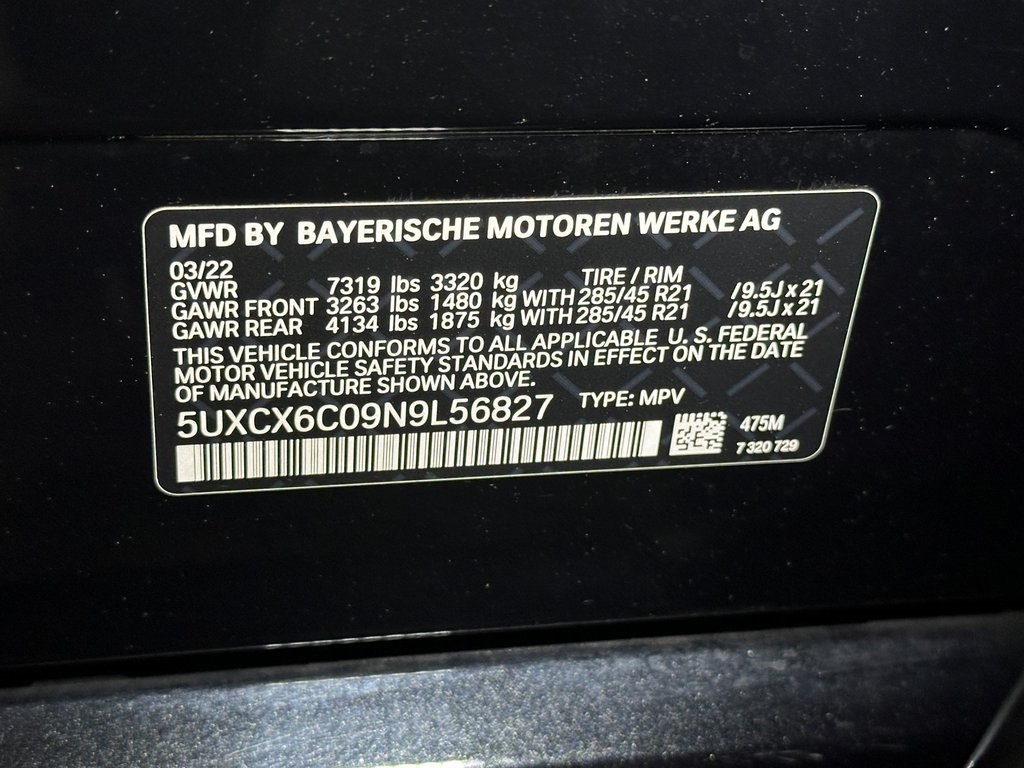 MFD BY BAYERISCHE MOTOREN WERKE AG
03/22 TIRE / RIM
GVWR 7319 lbs 3320 kg
GAWR FRONT 3263 lbs 1480 kg WITH 285/45 R21 /9.5J x 21
GAWR REAR 4134 lbs 1875 kg WITH 285/45 R21 /9.5J x 21
THIS VEHICLE CONFORMS TO ALL APPLICABLE U. S. FEDERAL
MOTOR VEHICLE SAFETY STANDARDS IN EFFECT ON THE DATE
OF MANUFACTURE SHOWN ABOVE.
5UXCX6C09N9L56827 TYPE: MPV
475M
7 320 729